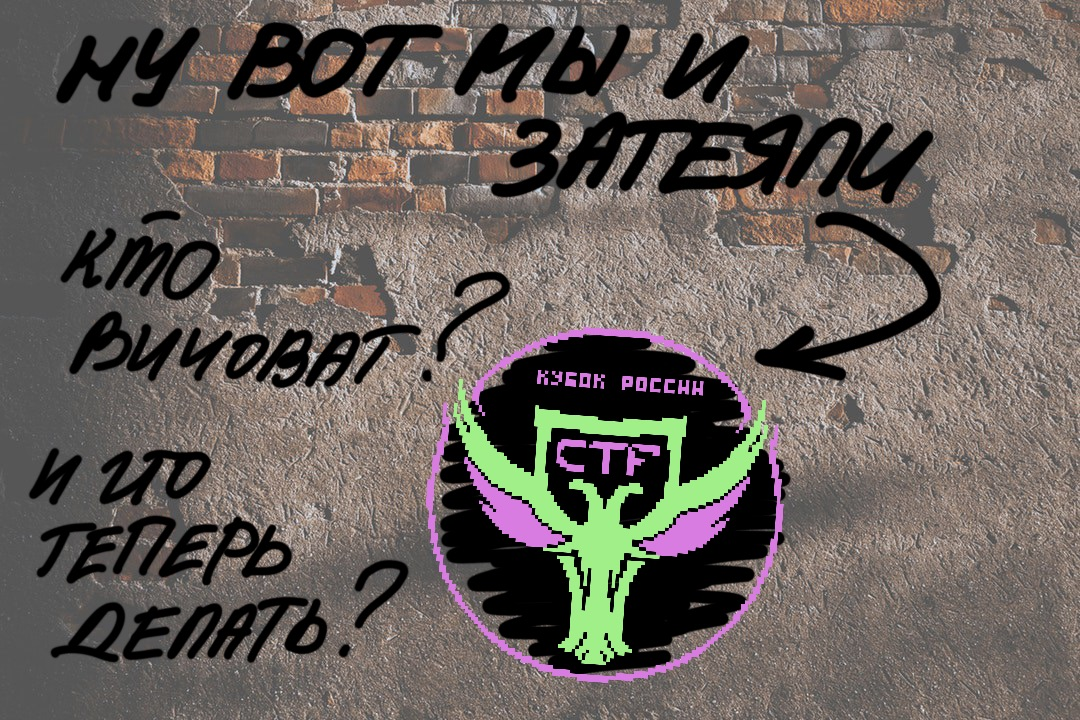 НУ ВОТ МЫ И
ЗАТЕЯЛИ
КТО
ВИНОВАТ?
И ЧТО
ТЕПЕРЬ
ДЕЛАТЬ?
КУБОК РОССИИ
CTF